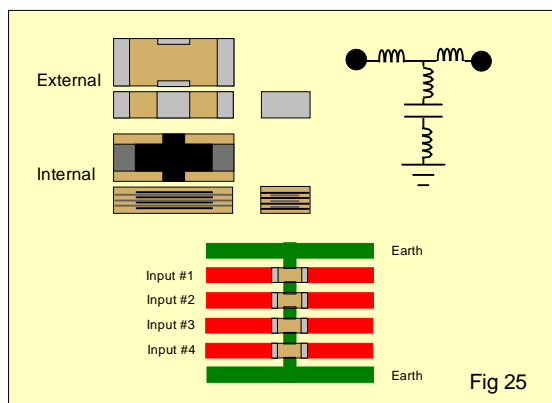 External
Internal
Earth
Input #1
Input #2
Input #3
Input #4
Earth
Fig 25